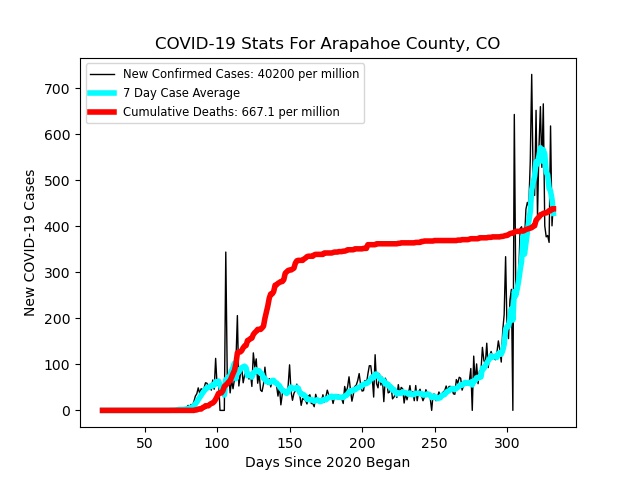 COVID-19 Stats For Arapahoe County, CO
New Confirmed Cases: 40200 per million
7 Day Case Average
Cumulative Deaths: 667.1 per million
New COVID-19 Cases
700
600
500
400
300
200
100
0
50 100 150 200 250 300
Days Since 2020 Began